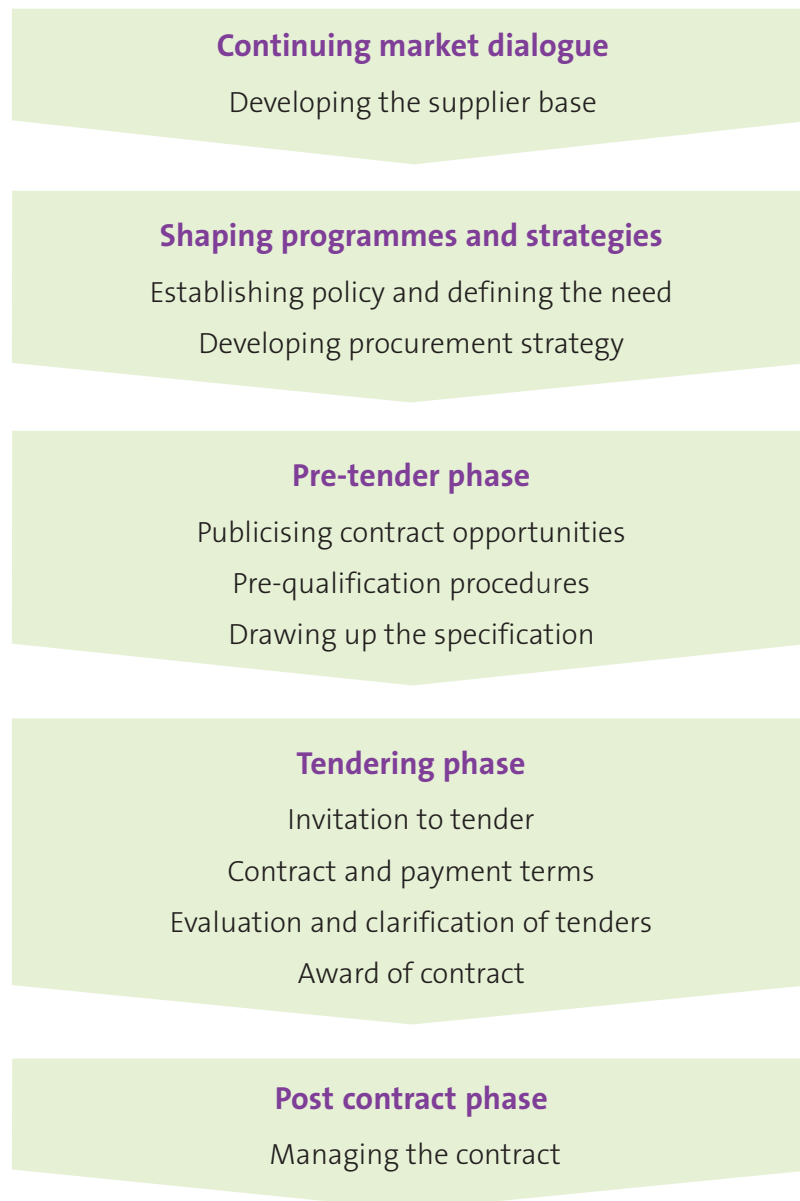 Continuing market dialogue
Developing the supplier base
Shaping programmes and strategies
Establishing policy and defining the need
Developing procurement strategy
Pre-tender phase
Publicising contract opportunities
Pre-qualification procedures
Drawing up the specification
Tendering phase
Invitation to tender
Contract and payment terms
Evaluation and clarification of tenders
Award of contract
Post contract phase
Managing the contract